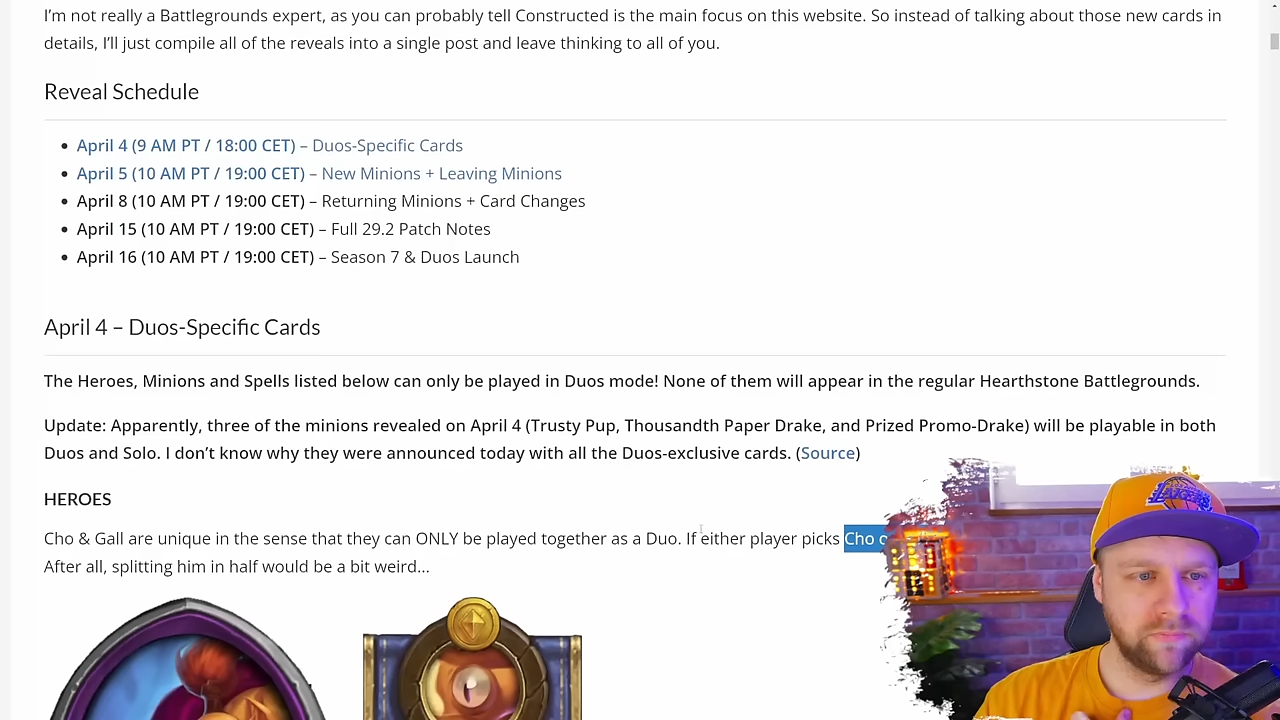 I'm not really a Battlegrounds expert, as you can probably tell Constructed is the main focus on this website. So instead of talking about those new cards in
details, I'll just compile all of the reveals into a single post and leave thinking to all of you.
Reveal Schedule
April 4 (9 AM PT / 18:00 CET) – Duos-Specific Cards
April 5 (10 AM PT / 19:00 CET) – New Minions + Leaving Minions
April 8 (10 AM PT / 19:00 CET) – Returning Minions + Card Changes
April 15 (10 AM PT / 19:00 CET) – Full 29.2 Patch Notes
April 16 (10 AM PT / 19:00 CET) – Season 7 & Duos Launch
April 4 – Duos-Specific Cards
The Heroes, Minions and Spells listed below can only be played in Duos mode! None of them will appear in the regular Hearthstone Battlegrounds.
Update: Apparently, three of the minions revealed on April 4 (Trusty Pup, Thousandth Paper Drake, and Prized Promo-Drake) will be playable in both
Duos and Solo. I don't know why they were announced today with all the Duos-exclusive cards. (Source)
HEROES
Cho & Gall are unique in the sense that they can ONLY be played together as a Duo. If either player picks Cho
After all, splitting him in half would be a bit weird...
LAKERS